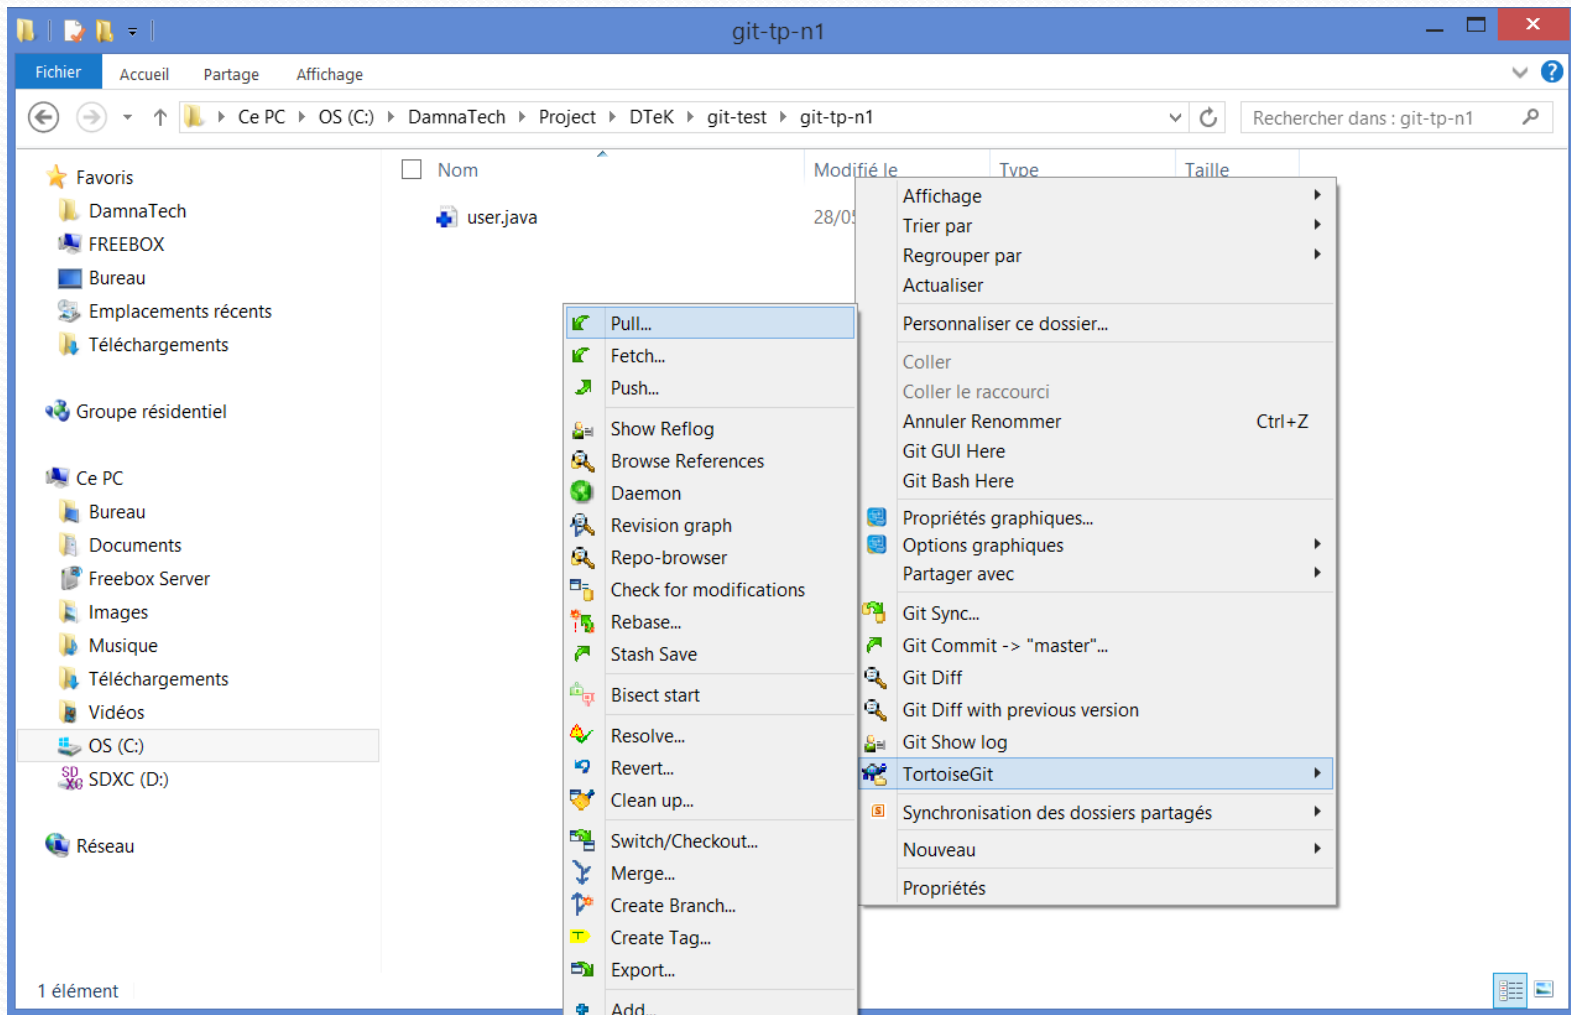 git-tp-n1
Fichier Accueil Partage Affichage
Ce PC OS (C:) DamnaTech Project DTeK git-test git-tp-n1
Rechercher dans : git-tp-n1
Favoris
DamnaTech
FREEBOX
Bureau
Emplacements récents
Téléchargements
Groupe résidentiel
Ce PC
Bureau
Documents
Freebox Server
Images
Musique
Téléchargements
Vidéos
OS (C:)
SDXC (D:)
Réseau
Nom Modifié le Type Taille
user.java 28/05
Pull...
Fetch...
Push...
Show Reflog
Browse References
Daemon
Revision graph
Repo-browser
Check for modifications
Rebase...
Stash Save
Bisect start
Resolve...
Revert...
Clean up...
Switch/Checkout...
Merge...
Create Branch...
Create Tag...
Export...
Add...
Affichage
Trier par
Regrouper par
Actualiser
Personnaliser ce dossier...
Coller
Coller le raccourci
Annuler Renommer Ctrl+Z
Git GUI Here
Git Bash Here
Propriétés graphiques...
Options graphiques
Partager avec
Git Sync...
Git Commit -> "master"...
Git Diff
Git Diff with previous version
Git Show log
TortoiseGit
Synchronisation des dossiers partagés
Nouveau
Propriétés
1 élément